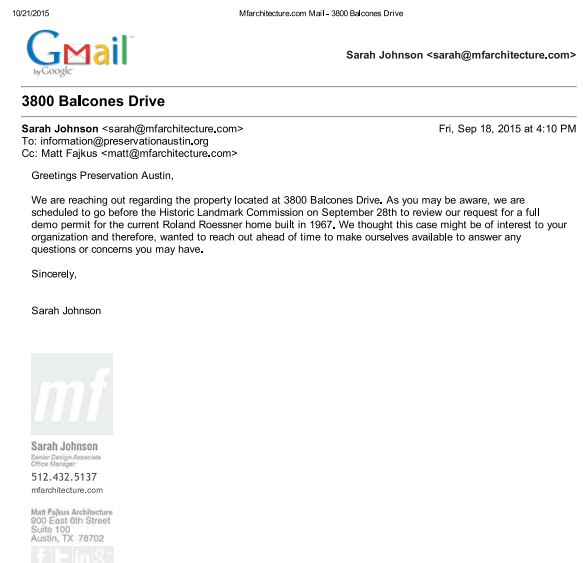 10/21/2015 Mfarchitecture.com Mail - 3800 Balcones Drive
Gmail
by Google
Sarah Johnson <sarah@mfarchitecture.com>
3800 Balcones Drive
Sarah Johnson <sarah@mfarchitecture.com> Fri, Sep 18, 2015 at 4:10 PM
To: information@preservationaustin.org
Cc: Matt Fajkus <matt@mfarchitecture.com>
Greetings Preservation Austin,
We are reaching out regarding the property located at 3800 Balcones Drive. As you may be aware, we are
scheduled to go before the Historic Landmark Commission on September 28th to review our request for a full
demo permit for the current Roland Roessner home built in 1967. We thought this case might be of interest to your
organization and therefore, wanted to reach out ahead of time to make ourselves available to answer any
questions or concerns you may have.
Sincerely,
Sarah Johnson
mf
Sarah Johnson
Senior Design Associate
Office Manager
512.432.5137
mfarchitecture.com
Matt Fajkus Architecture
900 East 6th Street
Suite 100
Austin, TX 78702
f t in g+